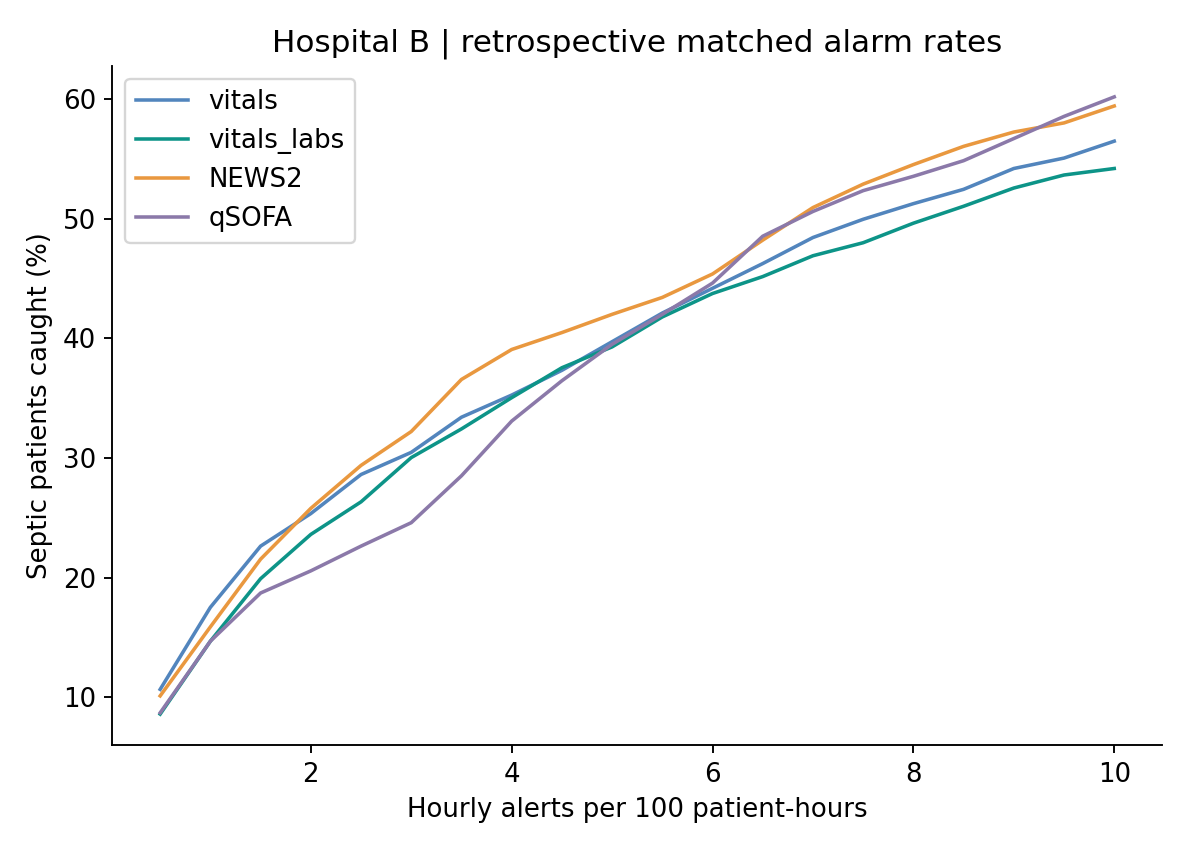 Hospital B | retrospective matched alarm rates
vitals
vitals_labs
NEWS2
qSOFA
Septic patients caught (%)
60
50
40
30
20
10
2 4 6 8 10
Hourly alerts per 100 patient-hours